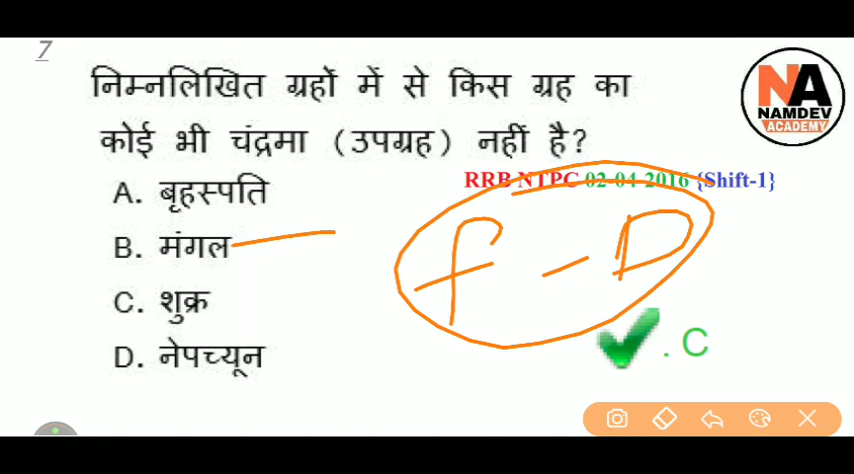 7
निम्नलिखित ग्रहों में से किस ग्रह का
कोई भी चंद्रमा (उपग्रह) नहीं है?
RRB NTPC 02-04-2016 {Shift-1}
A. बृहस्पति
B. मंगल
C. शुक्र
D. नेपच्यून
f - D
. C
NA
NAMDEV
ACADEMY